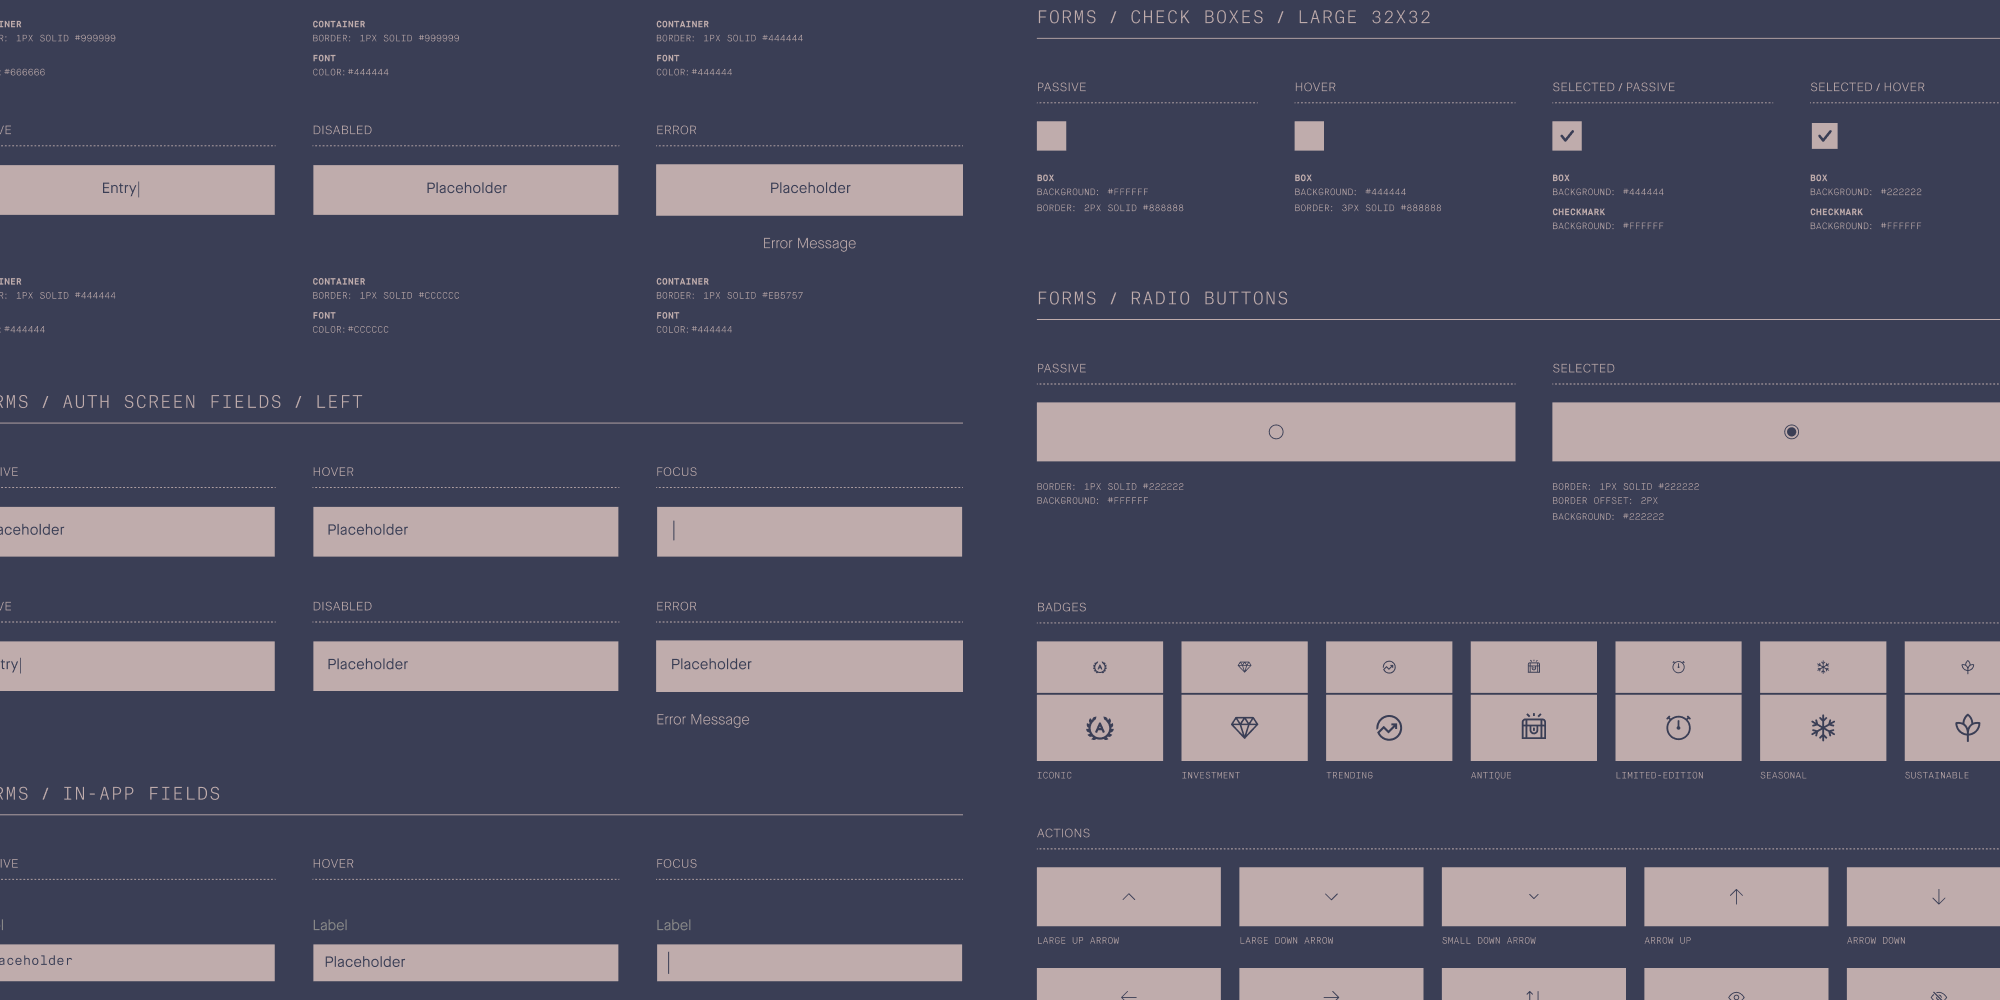 INER
CONTAINER
CONTAINER
R: 1PX SOLID #999999
BORDER: 1PX SOLID #999999
BORDER: 1PX SOLID #444444
FONT
FONT
:#666666
COLOR:#444444
COLOR:#444444
VE
DISABLED
ERROR
Entry|
Placeholder
Placeholder
Error Message
INER
CONTAINER
CONTAINER
R: 1PX SOLID #444444
BORDER: 1PX SOLID #CCCCCC
BORDER: 1PX SOLID #EB5757
FONT
FONT
:#444444
COLOR:#CCCCCC
COLOR:#444444
RMS / AUTH SCREEN FIELDS / LEFT
IVE
HOVER
FOCUS
aceholder
Placeholder
|
VE
DISABLED
ERROR
try|
Placeholder
Placeholder
Error Message
RMS / IN-APP FIELDS
IVE
HOVER
FOCUS
l
Label
Label
aceholder
Placeholder
|
FORMS / CHECK BOXES / LARGE 32X32
PASSIVE
HOVER
SELECTED / PASSIVE
SELECTED / HOVER
BOX
BOX
BOX
BOX
BACKGROUND: #FFFFFF
BACKGROUND: #444444
BACKGROUND: #444444
BACKGROUND: #222222
BORDER: 2PX SOLID #888888
BORDER: 3PX SOLID #888888
CHECKMARK
CHECKMARK
BACKGROUND: #FFFFFF
BACKGROUND: #FFFFFF
FORMS / RADIO BUTTONS
PASSIVE
SELECTED
BORDER: 1PX SOLID #222222
BORDER: 1PX SOLID #222222
BACKGROUND: #FFFFFF
BORDER OFFSET: 2PX
BACKGROUND: #222222
BADGES
ICONIC
INVESTMENT
TRENDING
ANTIQUE
LIMITED-EDITION
SEASONAL
SUSTAINABLE
ACTIONS
LARGE UP ARROW
LARGE DOWN ARROW
SMALL DOWN ARROW
ARROW UP
ARROW DOWN